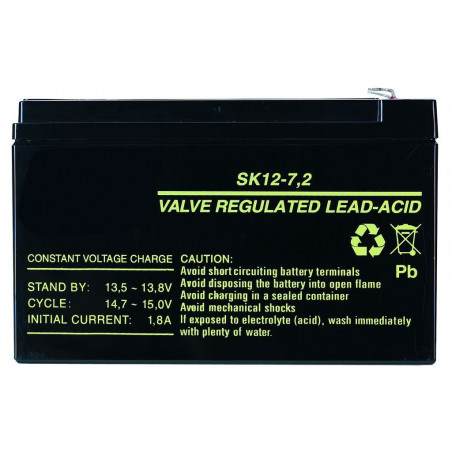 SK12-7,2
VALVE REGULATED LEAD-ACID
Pb
CONSTANT VOLTAGE CHARGE
STAND BY: 13,5 ~ 13,8V
CYCLE: 14,7 ~ 15,0V
INITIAL CURRENT: 1,8A
CAUTION:
Avoid short circuiting battery terminals
Avoid disposing the battery into open flame
Avoid charging in a sealed container
Avoid mechanical shocks
If exposed to electrolyte (acid), wash immediately
with plenty of water.